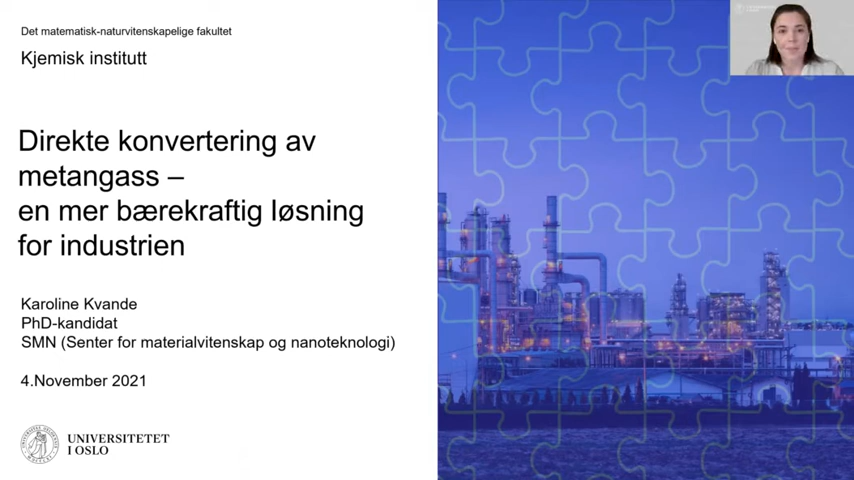 Det matematisk-naturvitenskapelige fakultet
Kjemisk institutt
Direkte konvertering av
metangass –
en mer bærekraftig løsning
for industrien
Karoline Kvande
PhD-kandidat
SMN (Senter for materialvitenskap og nanoteknologi)
4.November 2021
UNIVERSITETET
I OSLO